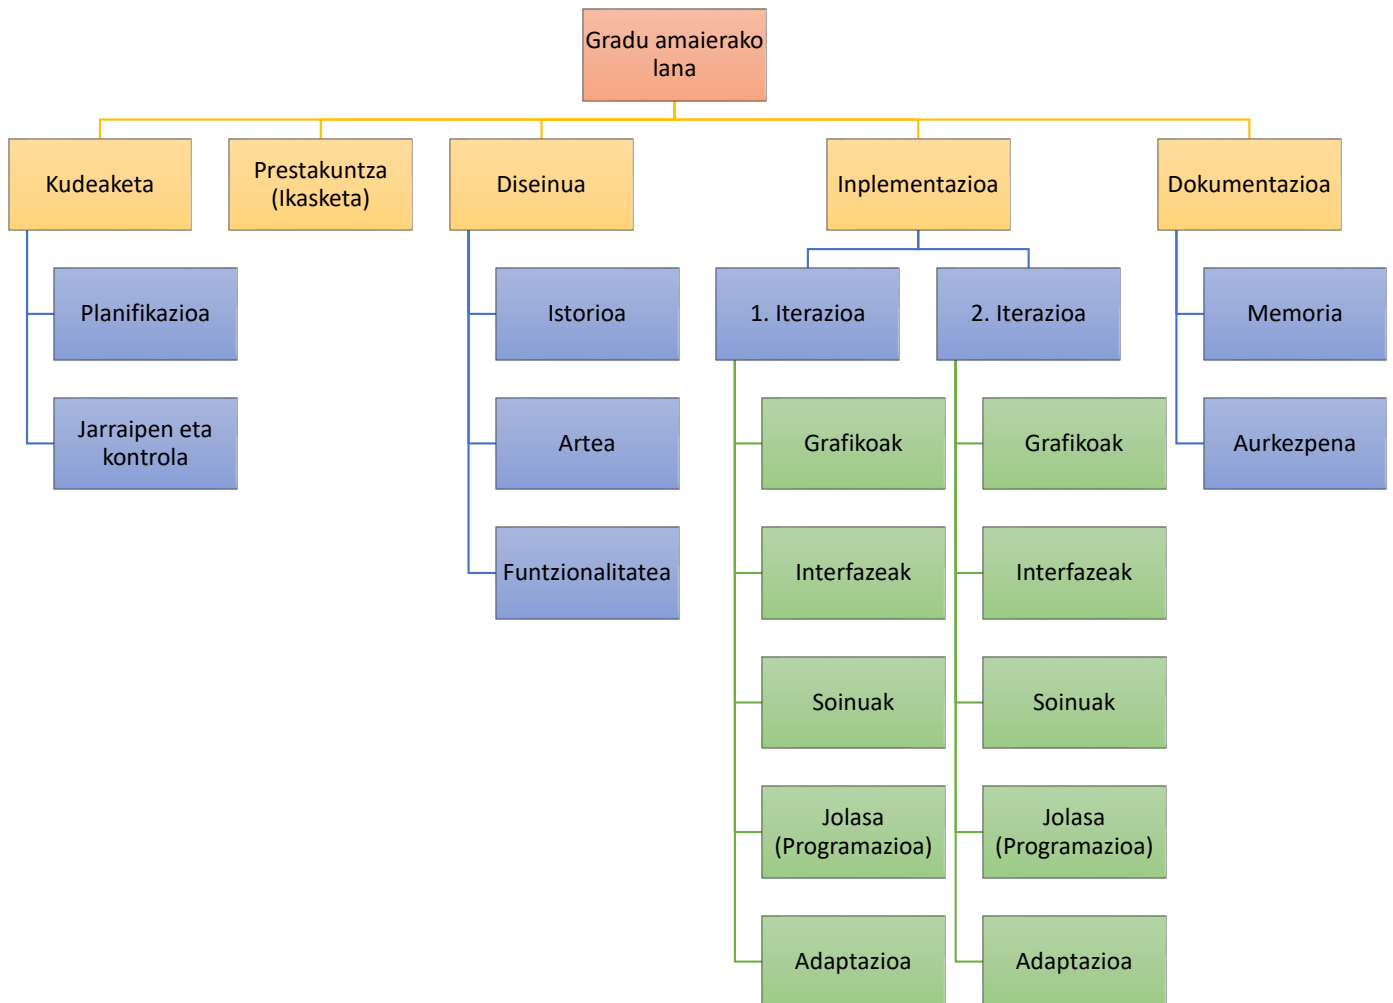 Gradu amaierako
lana
Kudeaketa
Prestakuntza
(Ikasketa)
Diseinua
Inplementazioa
Dokumentazioa
Planifikazioa
Istorioa
1. Iterazioa
2. Iterazioa
Memoria
Jarraipen eta
kontrola
Artea
Grafikoak
Grafikoak
Aurkezpena
Funtzionalitatea
Interfazeak
Interfazeak
Soinuak
Soinuak
Jolasa
(Programazioa)
Jolasa
(Programazioa)
Adaptazioa
Adaptazioa